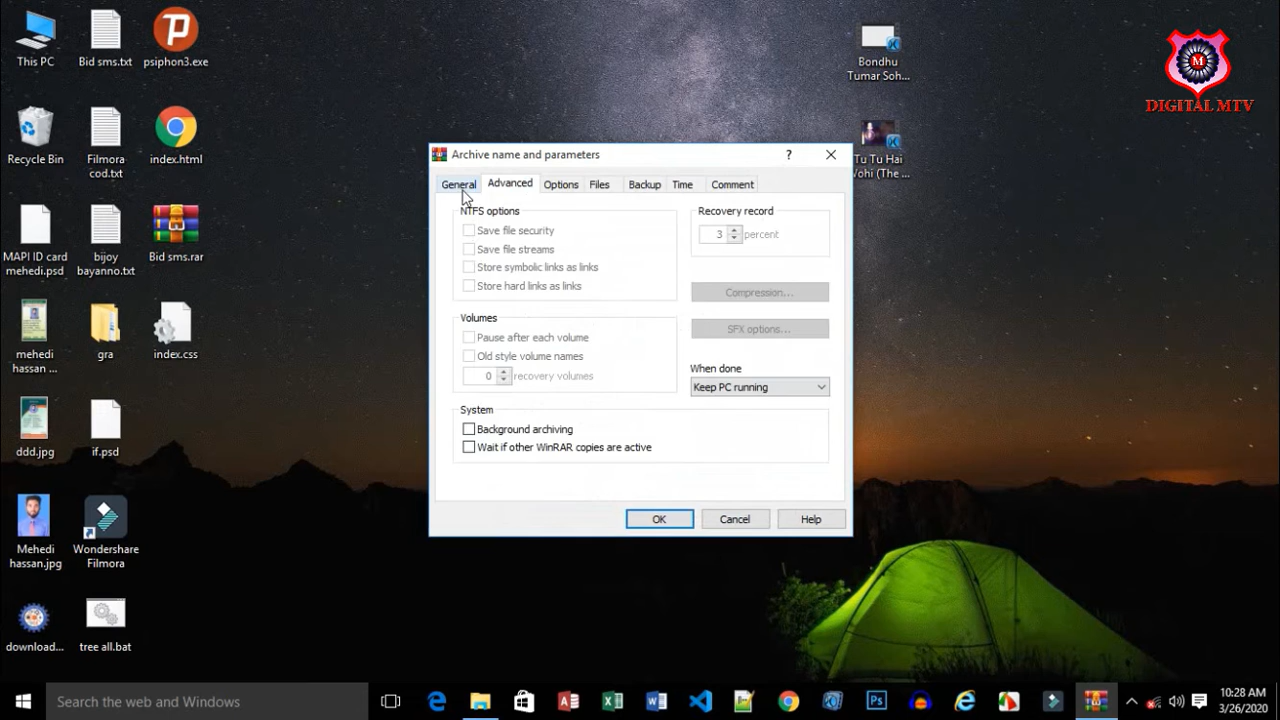 This PC
Bid sms.txt
psiphon3.exe
Recycle Bin
Filmora
cod.txt
index.html
MAPI ID card
mehedi.psd
bijoy
bayanno.txt
Bid sms.rar
mehedi
hassan ...
gra
index.css
ddd.jpg
if.psd
Mehedi
hassan.jpg
Wondershare
Filmora
download...
tree all.bat
Bondhu
Tumar Soh...
Tu Tu Hai
Wohi (The ...
M
DIGITAL MTV
Archive name and parameters
?
General
Advanced
Options
Files
Backup
Time
Comment
NTFS options
Save file security
Save file streams
Store symbolic links as links
Store hard links as links
Recovery record
3 percent
Compression...
SFX options...
Volumes
Pause after each volume
Old style volume names
0 recovery volumes
When done
Keep PC running
System
Background archiving
Wait if other WinRAR copies are active
OK
Cancel
Help
Search the web and Windows
10:28 AM
3/26/2020